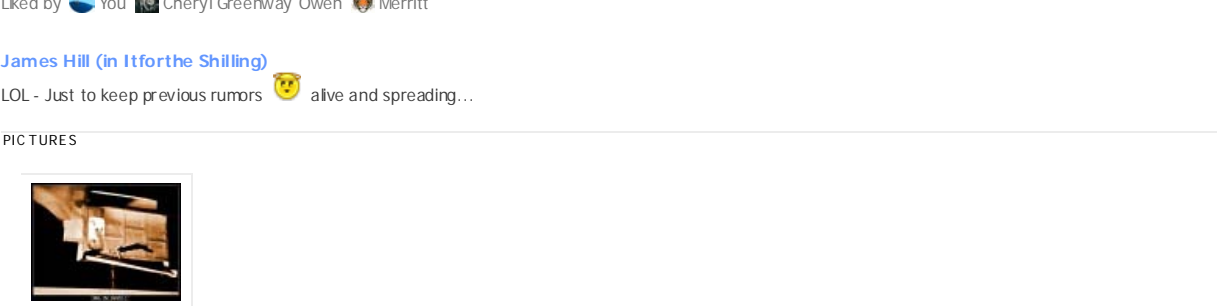 Liked by You Cheryl Greenway Owen Merritt
James Hill (in Itforthe Shilling)
LOL - Just to keep previous rumors alive and spreading...
PICTURES